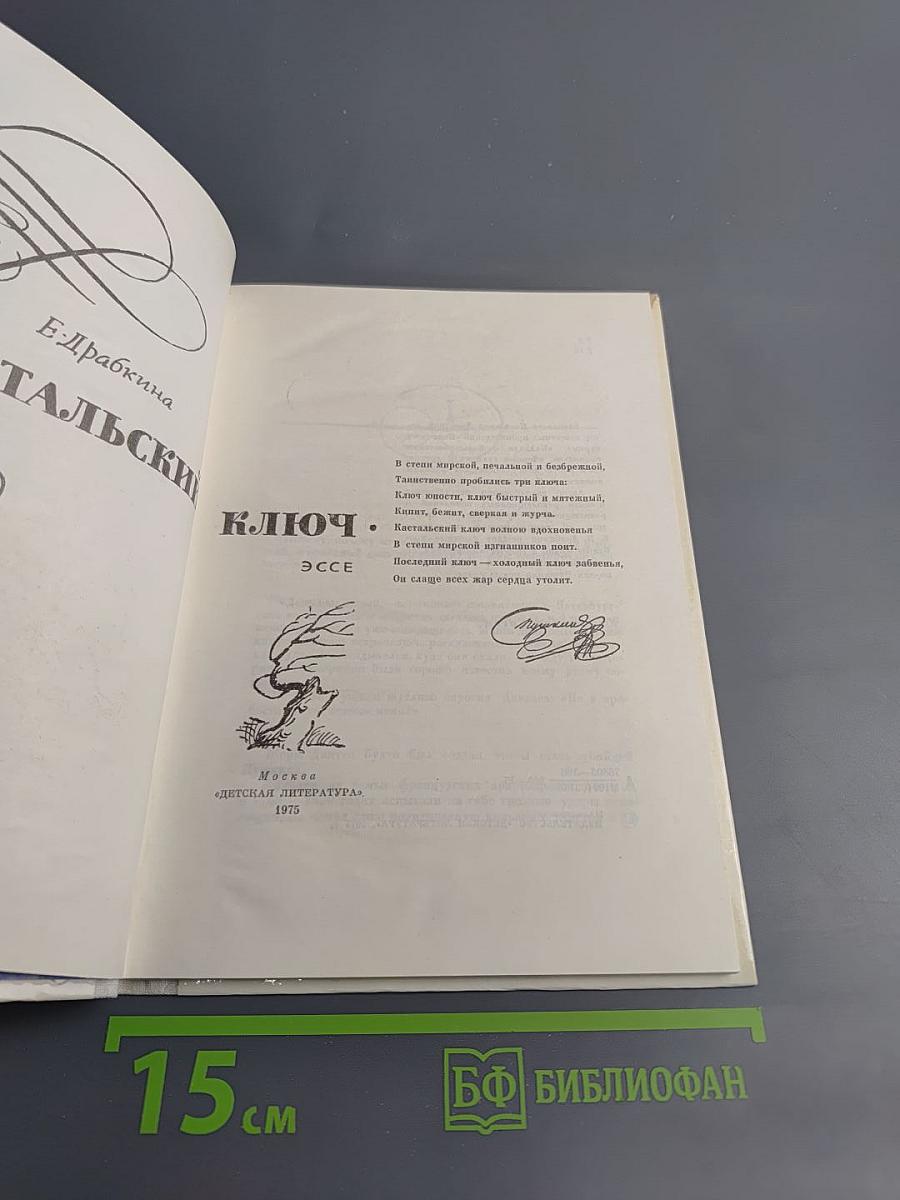 Е. Драбкина
ТАЛЬСКИЙ
КЛЮЧ •
ЭССЕ
В степи мирской, печальной и безбрежной,
Таинственно пробились три ключа:
Ключ юности, ключ быстрый и мятежный,
Кипит, бежит, сверкая и журча.
Кастальский ключ волною вдохновенья
В степи мирской изгнанников поит.
Последний ключ — холодный ключ забвенья,
Он слаще всех жар сердца утолит.
Пушкин
Москва
«ДЕТСКАЯ ЛИТЕРАТУРА»
1975
15 см
БФ БИБЛИОФАН